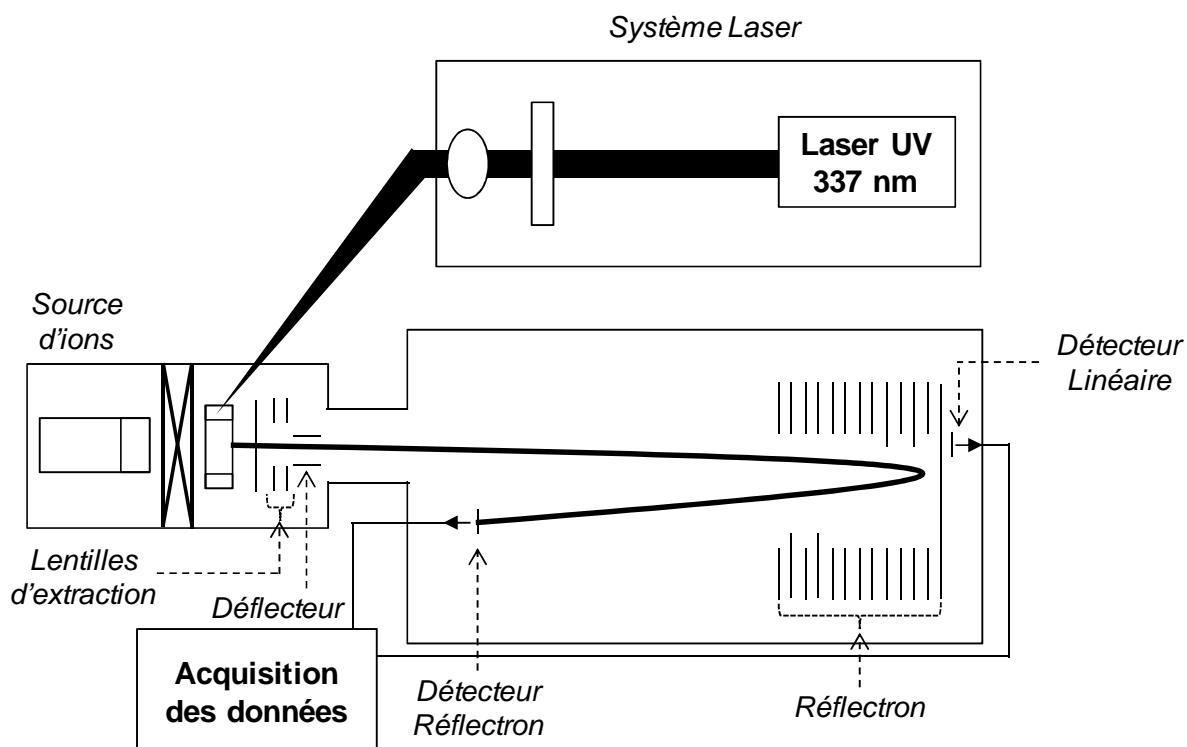 Système Laser
Laser UV
337 nm
Source
d'ions
Détecteur
Linéaire
Lentilles
d'extraction
Déflecteur
Acquisition
des données
Détecteur
Réflectron
Réflectron